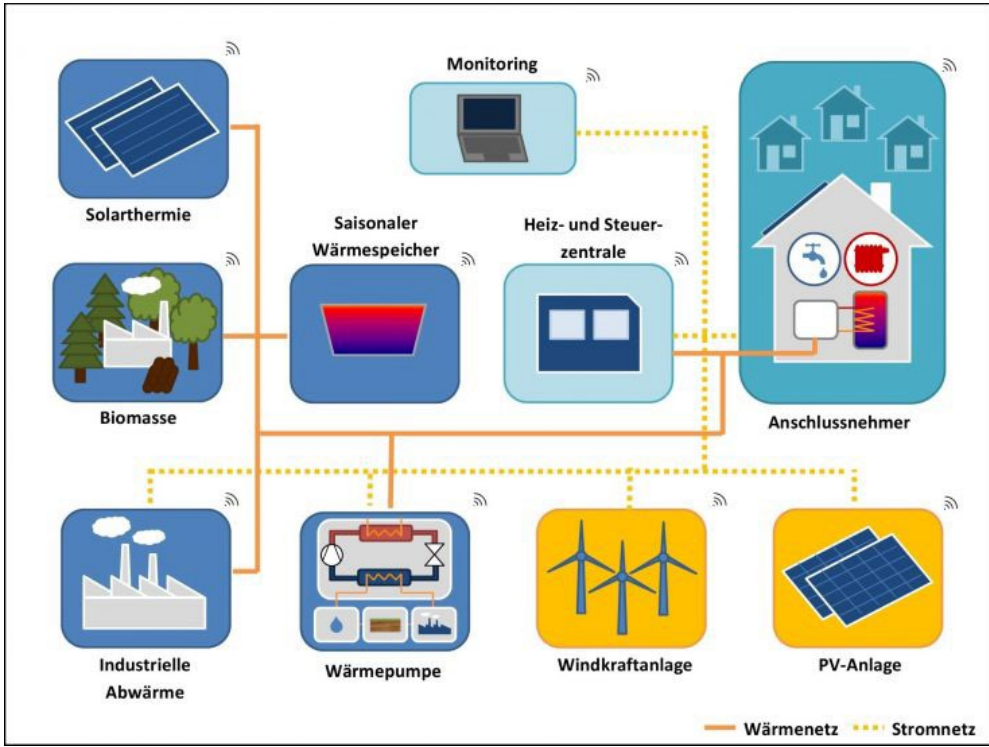 Monitoring
Solarthermie
Saisonaler
Wärmespeicher
Heiz- und Steuer-
zentrale
Biomasse
Anschlussnehmer
Industrielle
Abwärme
Wärmepumpe
Windkraftanlage
PV-Anlage
Wärmenetz
Stromnetz